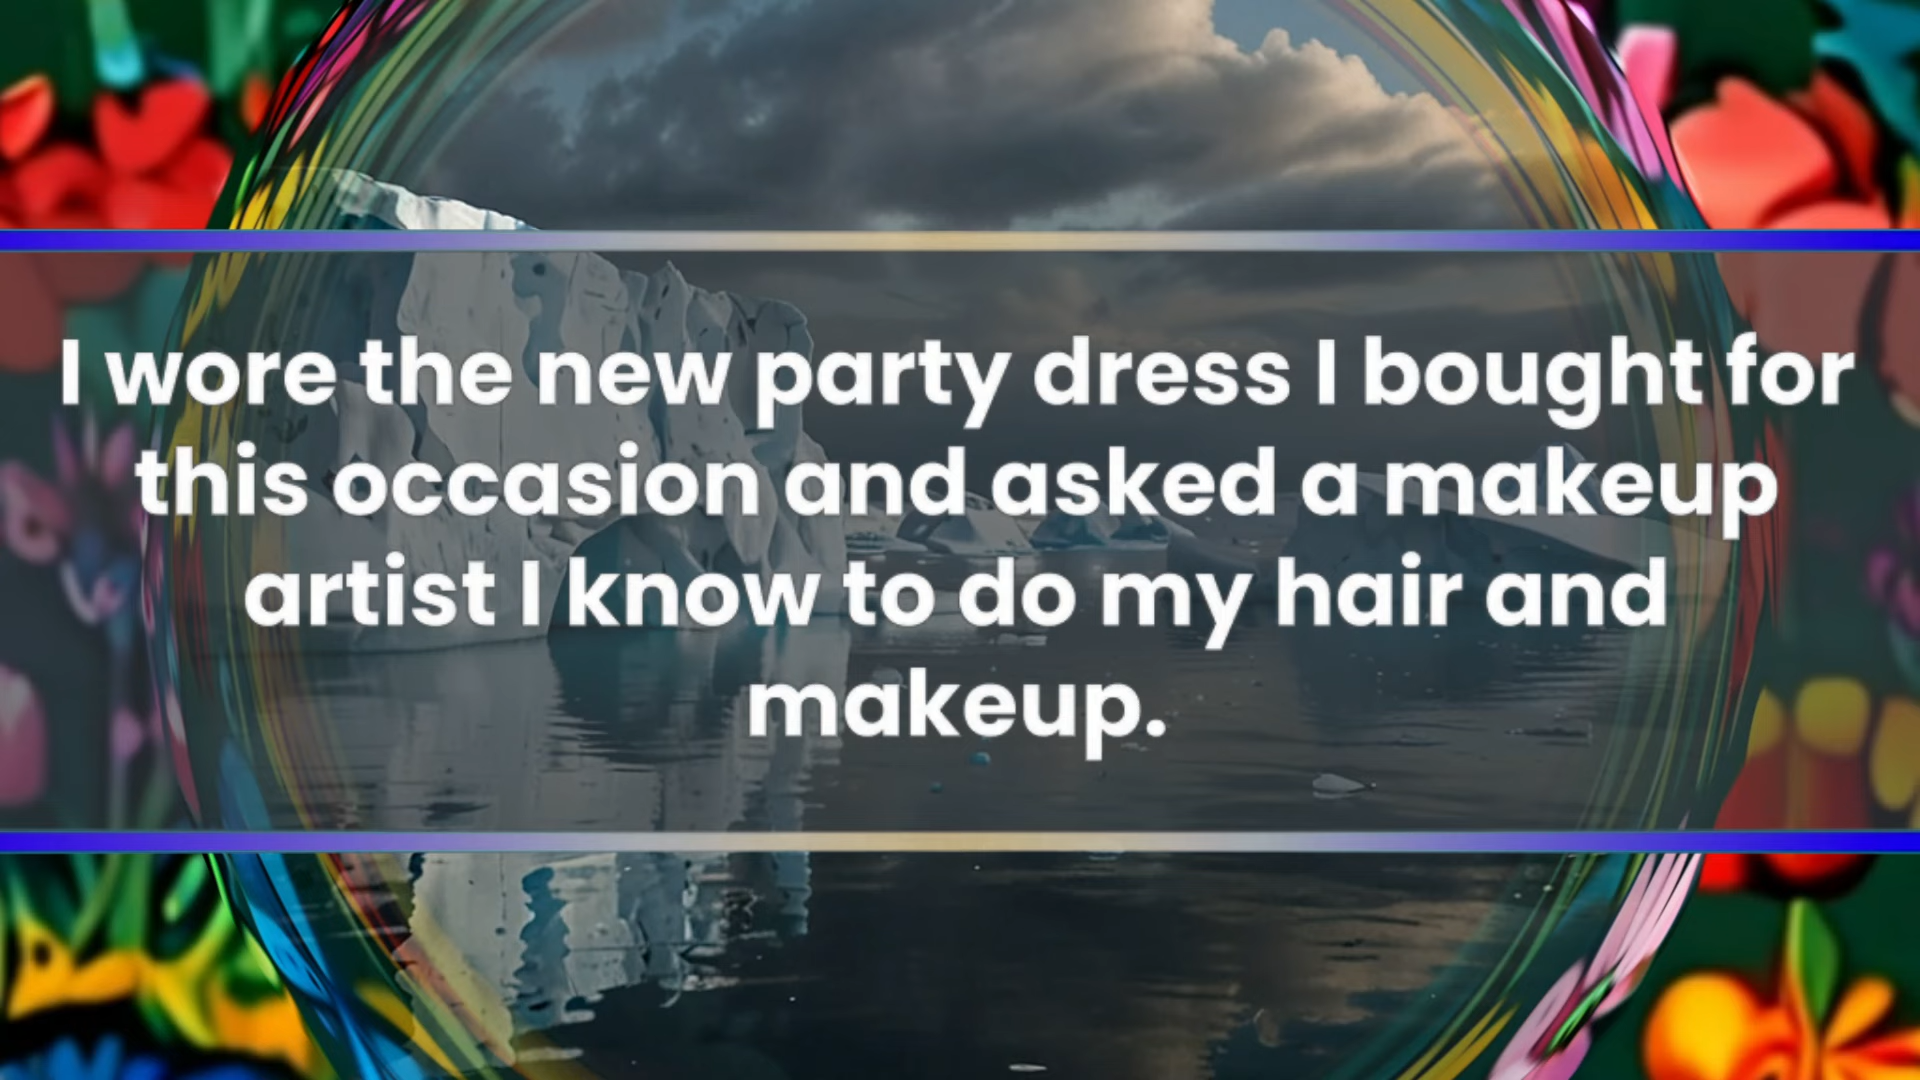 I wore the new party dress I bought for
this occasion and asked a makeup
artist I know to do my hair and
makeup.